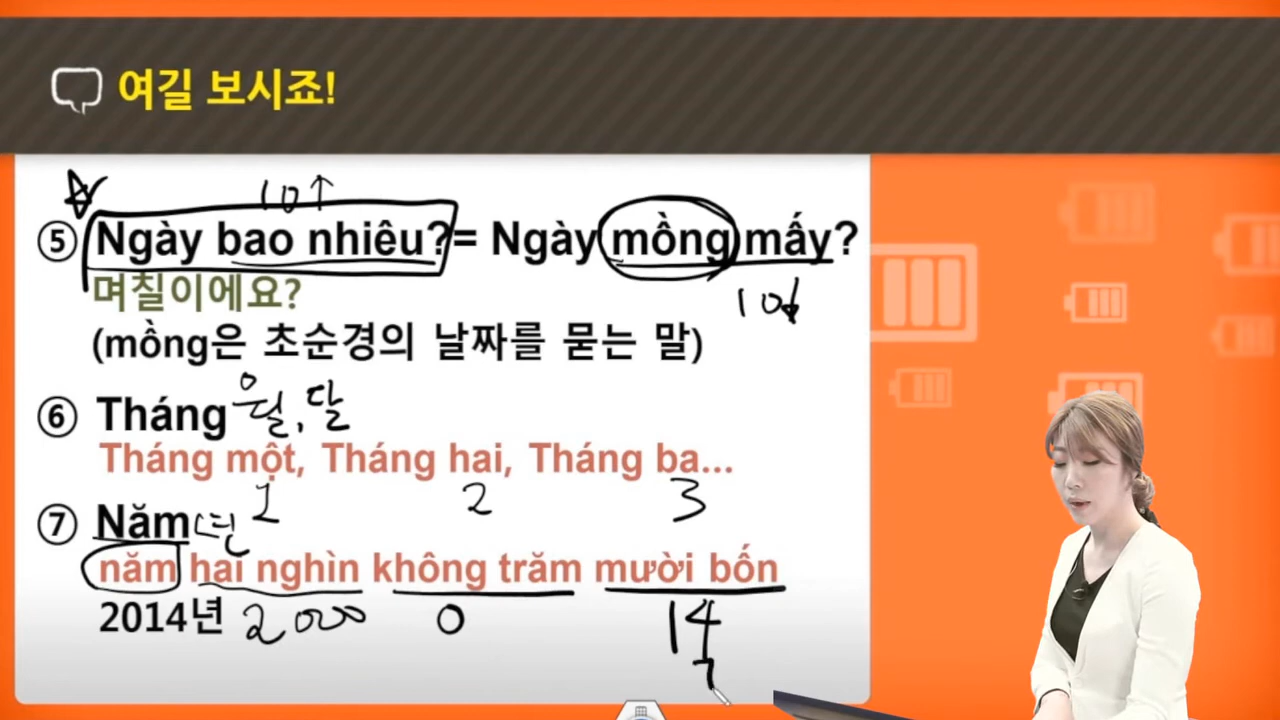 여길 보시죠!
10↑
⑤ Ngày bao nhiêu? = Ngày mồng mấy?
며칠이에요?
10↓
(mồng은 초순경의 날짜를 묻는 말)
⑥ Tháng 월, 달
Tháng một, Tháng hai, Tháng ba...
1 2 3
⑦ Năm 년
năm hai nghìn không trăm mười bốn
2014년 2000 0 14